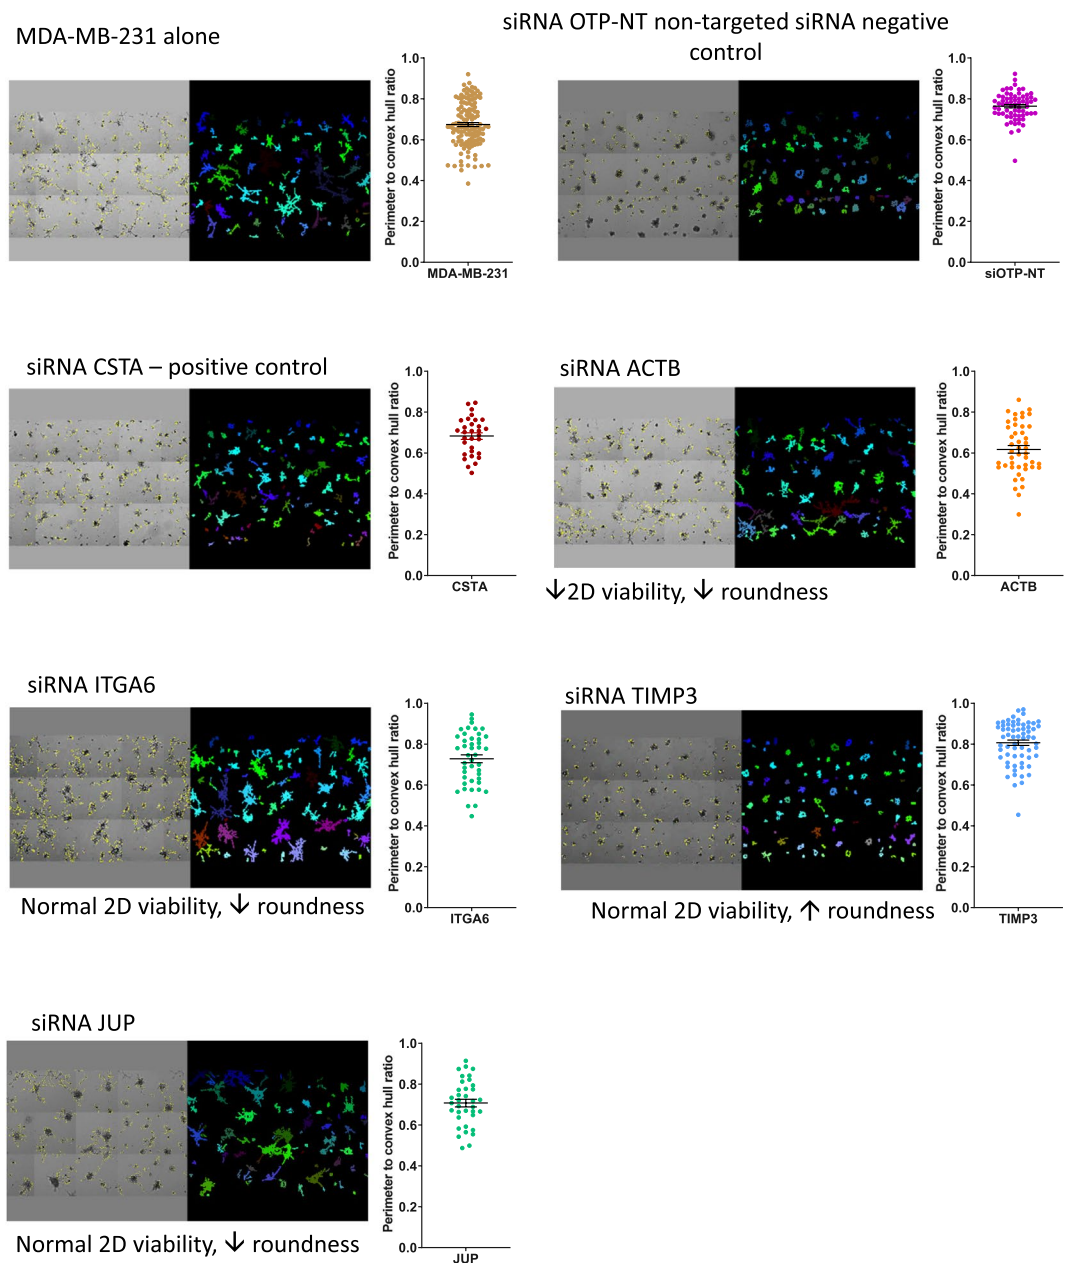 MDA-MB-231 alone
Perimeter to convex hull ratio
1.0
0.8
0.6
0.4
0.2
0.0
MDA-MB-231
siRNA OTP-NT non-targeted siRNA negative
control
Perimeter to convex hull ratio
1.0
0.8
0.6
0.4
0.2
0.0
siOTP-NT
siRNA CSTA – positive control
Perimeter to convex hull ratio
1.0
0.8
0.6
0.4
0.2
0.0
CSTA
siRNA ACTB
↓2D viability, ↓ roundness
Perimeter to convex hull ratio
1.0
0.8
0.6
0.4
0.2
0.0
ACTB
siRNA ITGA6
Normal 2D viability, ↓ roundness
Perimeter to convex hull ratio
1.0
0.8
0.6
0.4
0.2
0.0
ITGA6
siRNA TIMP3
Normal 2D viability, ↑ roundness
Perimeter to convex hull ratio
1.0
0.8
0.6
0.4
0.2
0.0
TIMP3
siRNA JUP
Normal 2D viability, ↓ roundness
Perimeter to convex hull ratio
1.0
0.8
0.6
0.4
0.2
0.0
JUP